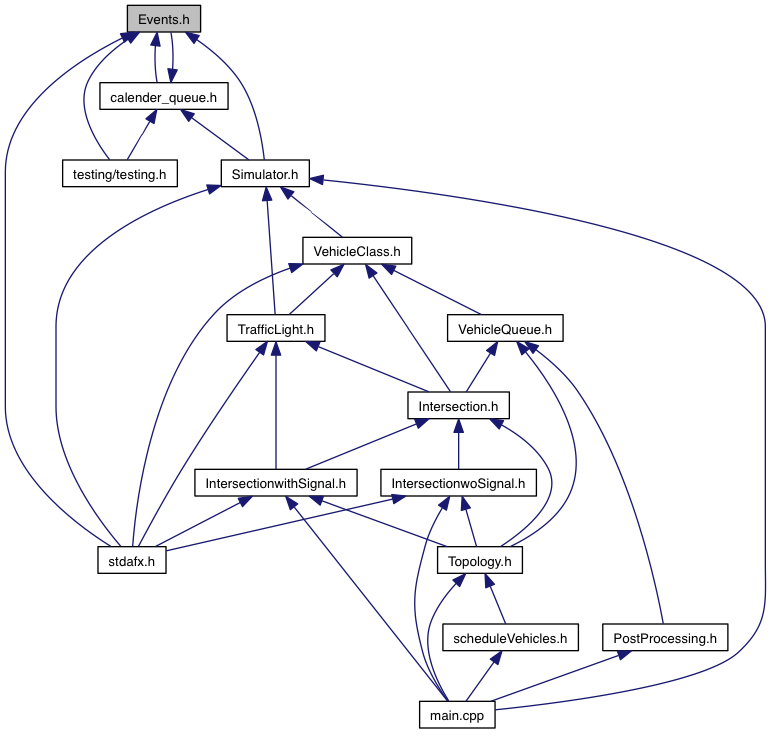 Events.h
calender_queue.h
testing/testing.h
Simulator.h
VehicleClass.h
TrafficLight.h
VehicleQueue.h
Intersection.h
IntersectionwithSignal.h
IntersectionwoSignal.h
stdafx.h
Topology.h
scheduleVehicles.h
PostProcessing.h
main.cpp